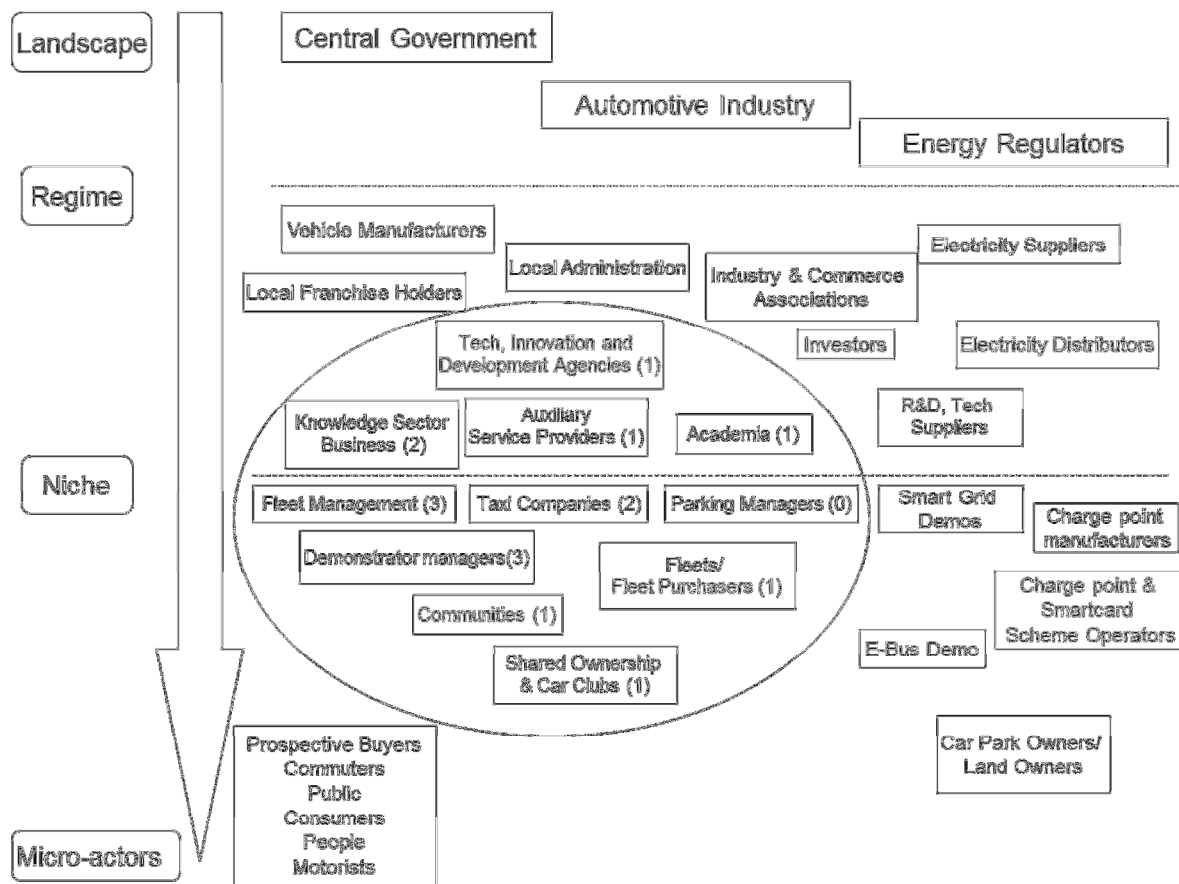 Landscape
Central Government
Automotive Industry
Energy Regulators
Regime
Vehicle Manufacturers
Local Administration
Electricity Suppliers
Industry & Commerce
Associations
Local Franchise Holders
Tech, Innovation and
Development Agencies (1)
Investors
Electricity Distributors
Knowledge Sector
Business (2)
Auxiliary
Service Providers (1)
Academia (1)
R&D, Tech
Suppliers
Niche
Fleet Management (3)
Taxi Companies (2)
Parking Managers (0)
Smart Grid
Demos
Charge point
manufacturers
Demonstrator managers(3)
Fleets/
Fleet Purchasers (1)
Charge point &
Smartcard
Scheme Operators
Communities (1)
E-Bus Demo
Shared Ownership
& Car Clubs (1)
Prospective Buyers
Commuters
Public
Consumers
People
Motorists
Car Park Owners/
Land Owners
Micro-actors